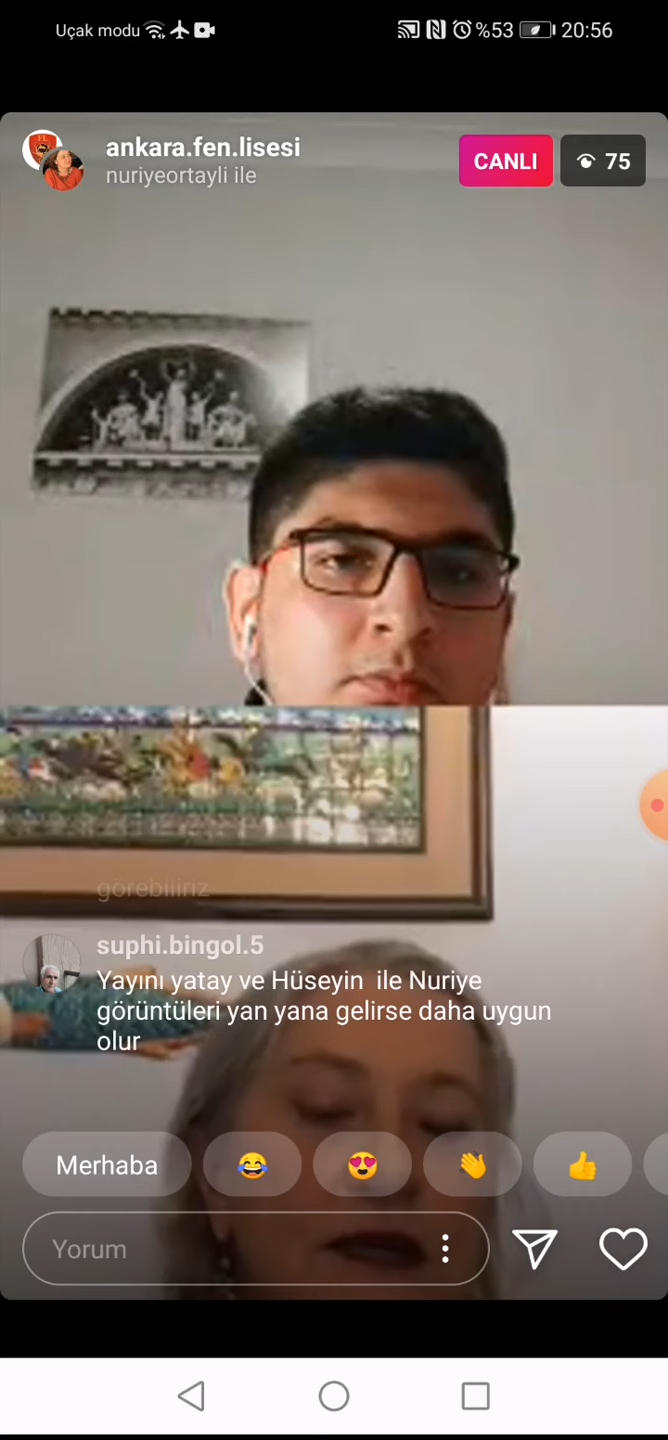 Uçak modu %53 20:56
ankara.fen.lisesi
nuriyeortayli ile
CANLI 75
görebiliriz
suphi.bingol.5
Yayını yatay ve Hüseyin ile Nuriye
görüntüleri yan yana gelirse daha uygun
olur
Merhaba
Yorum